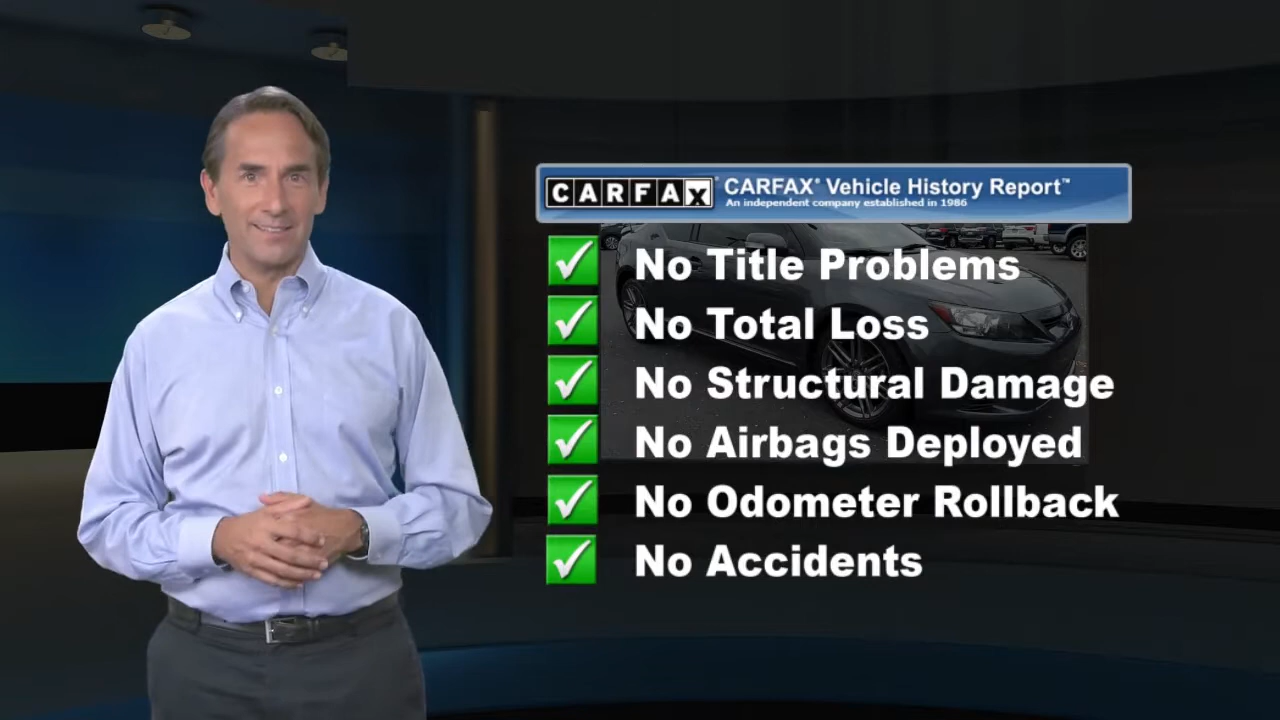 CARFAX® CARFAX® Vehicle History Report™
An independent company established in 1986
No Title Problems
No Total Loss
No Structural Damage
No Airbags Deployed
No Odometer Rollback
No Accidents